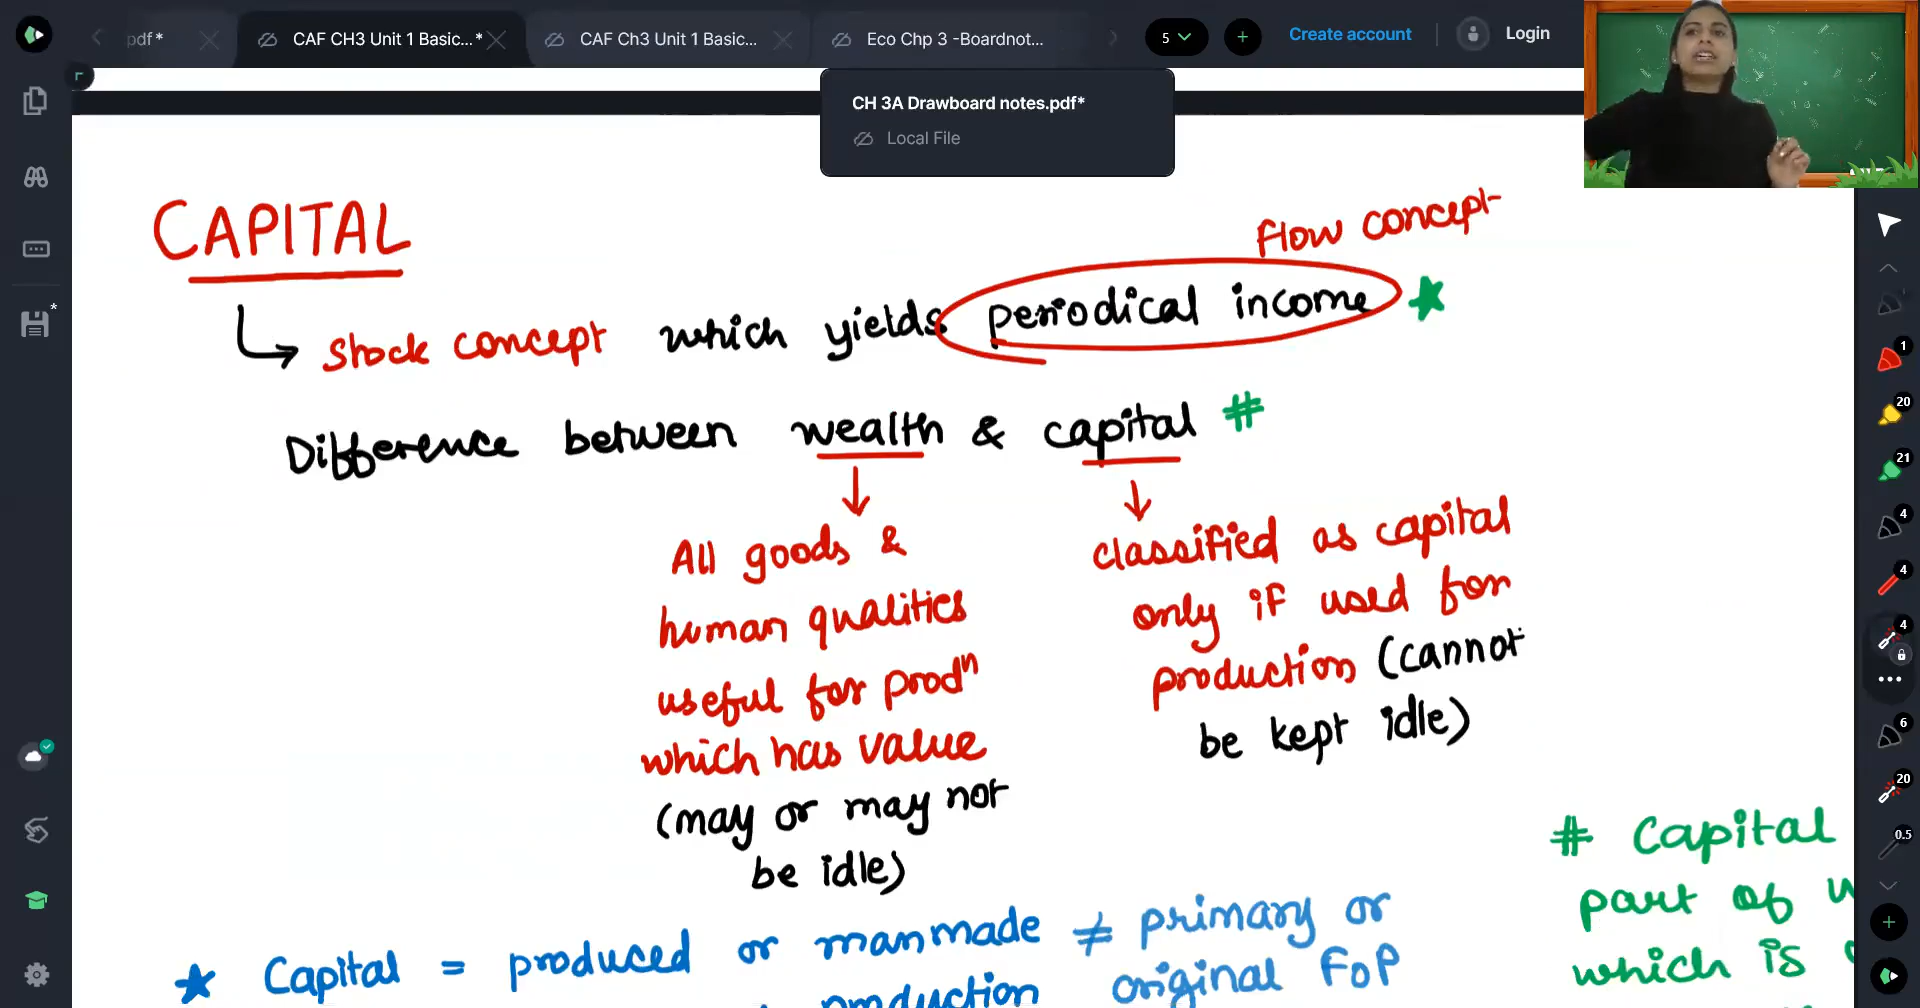 pdf *
CAF CH3 Unit 1 Basic...*
CAF Ch3 Unit 1 Basic...
Eco Chp 3 -Boardnot...
5
Create account
Login
CH 3A Drawboard notes.pdf*
Local File
CAPITAL
flow concept
stock concept which yields periodical income
Difference between wealth & capital #
All goods &
human qualities
useful for prodn
which has value
(may or may not
be idle)
classified as capital
only if used for
production (cannot
be kept idle)
# Capital
part of
which is
Capital = produced or manmade ≠ primary or
production original FOP
1
20
21
4
4
4
6
20
0.5